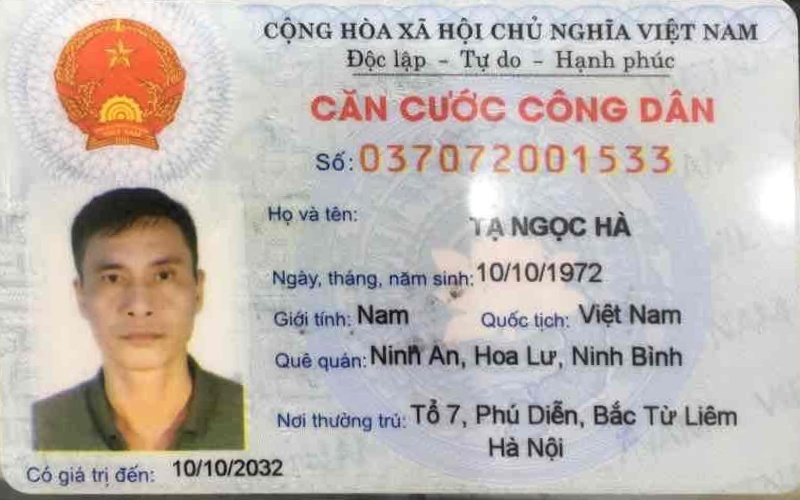 CỘNG HÒA XÃ HỘI CHỦ NGHĨA VIỆT NAM
Độc lập - Tự do - Hạnh phúc
CĂN CƯỚC CÔNG DÂN
Số: 037072001533
Họ và tên: TẠ NGỌC HÀ
Ngày, tháng, năm sinh: 10/10/1972
Giới tính: Nam Quốc tịch: Việt Nam
Quê quán: Ninh An, Hoa Lư, Ninh Bình
Nơi thường trú: Tổ 7, Phú Diễn, Bắc Từ Liêm
Hà Nội
Có giá trị đến: 10/10/2032